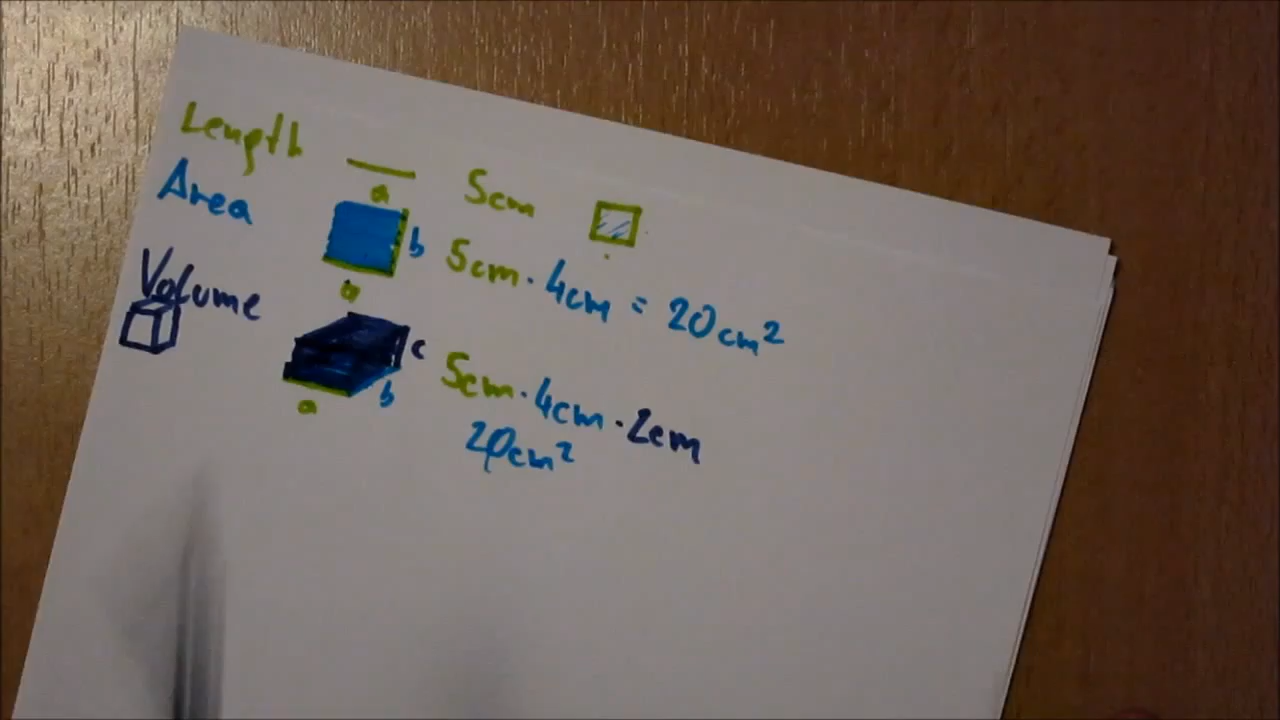 Length a 5cm
Area b 5cm · 4cm = 20cm²
a
Volume c 5cm · 4cm · 2cm
a b 20cm²